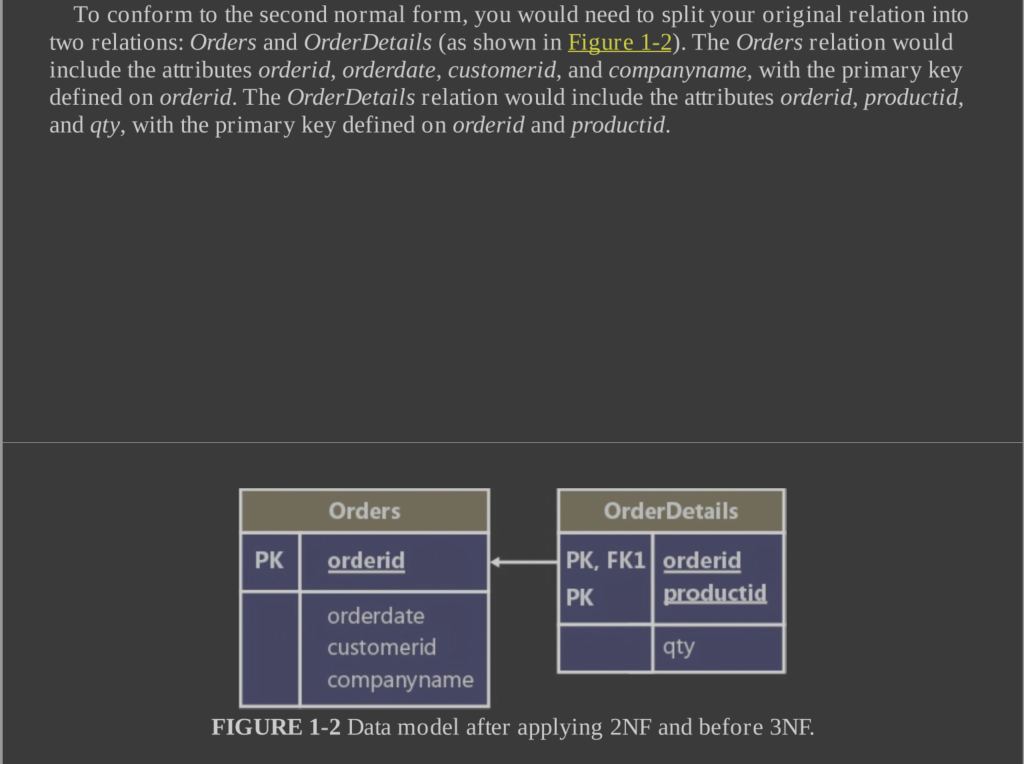 To conform to the second normal form, you would need to split your original relation into
two relations: Orders and OrderDetails (as shown in Figure 1-2). The Orders relation would
include the attributes orderid, orderdate, customerid, and companyname, with the primary key
defined on orderid. The OrderDetails relation would include the attributes orderid, productid,
and qty, with the primary key defined on orderid and productid.
Orders
PK orderid
orderdate
customerid
companyname
OrderDetails
PK, FK1 orderid
PK productid
qty
FIGURE 1-2 Data model after applying 2NF and before 3NF.